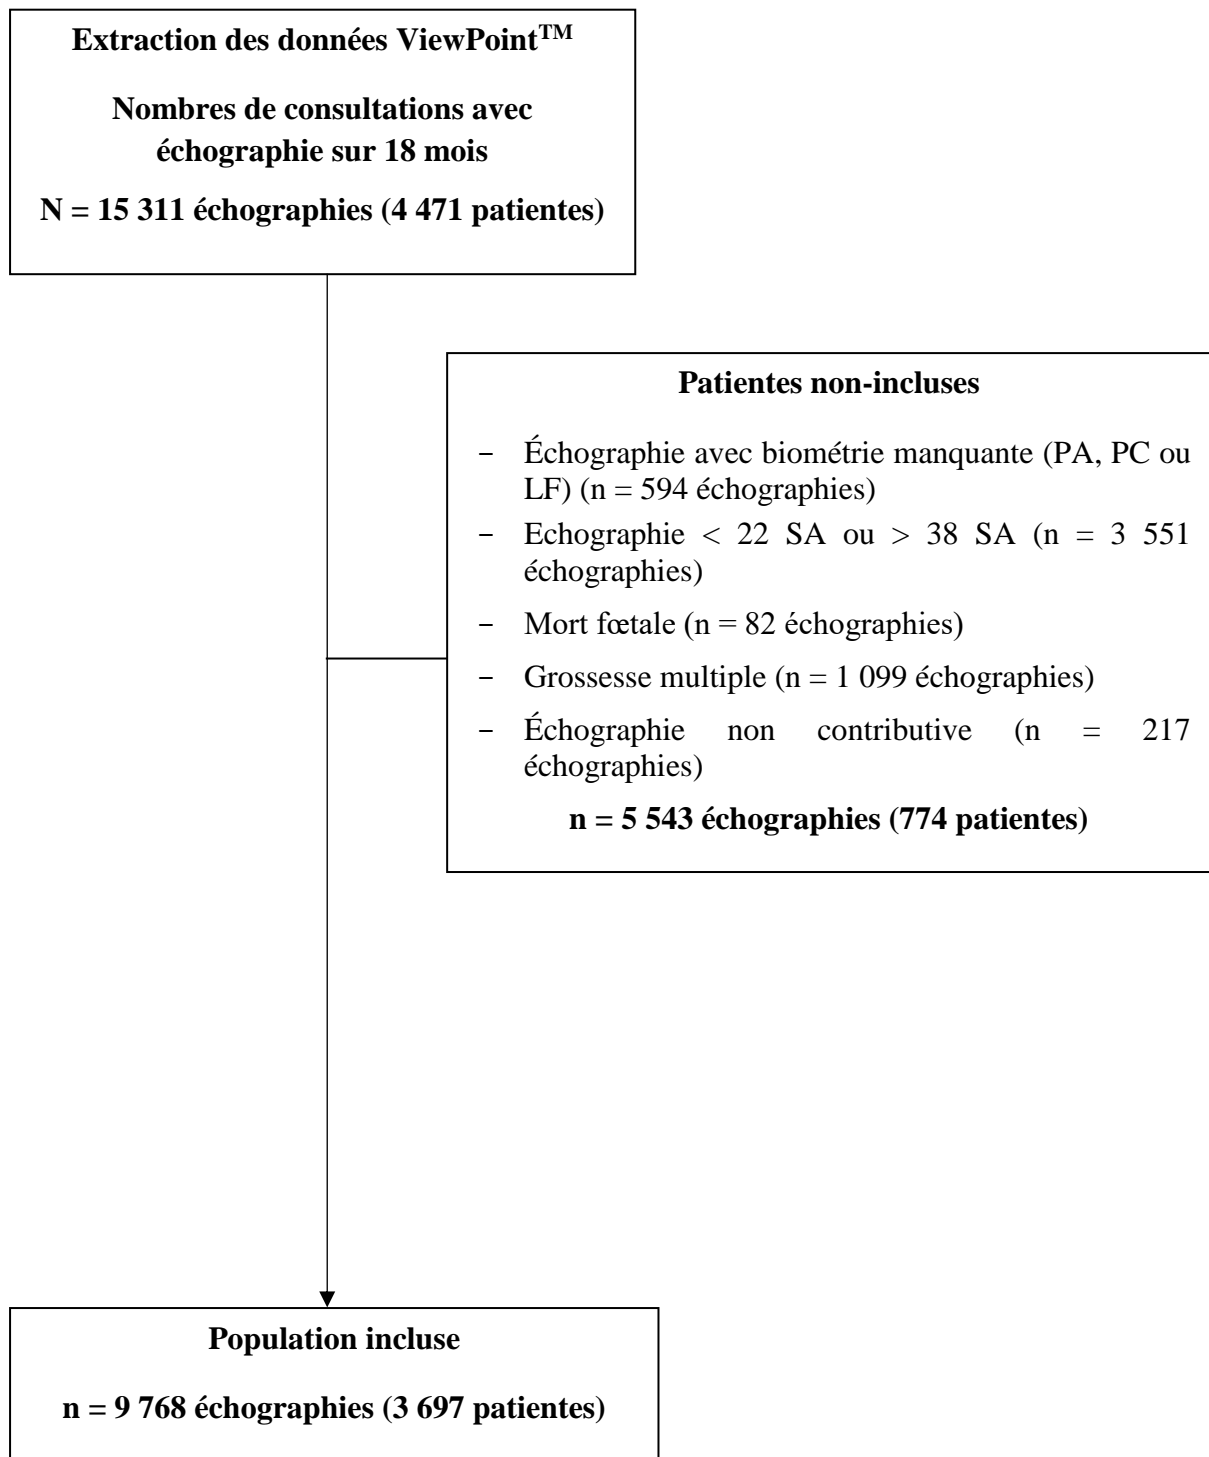 Extraction des données ViewPoint™
Nombres de consultations avec
échographie sur 18 mois
N = 15 311 échographies (4 471 patientes)
Patientes non-incluses
- Échographie avec biométrie manquante (PA, PC ou
LF) (n = 594 échographies)
- Echographie < 22 SA ou > 38 SA (n = 3 551
échographies)
- Mort fœtale (n = 82 échographies)
- Grossesse multiple (n = 1 099 échographies)
- Échographie non contributive (n = 217
échographies)
n = 5 543 échographies (774 patientes)
Population incluse
n = 9 768 échographies (3 697 patientes)